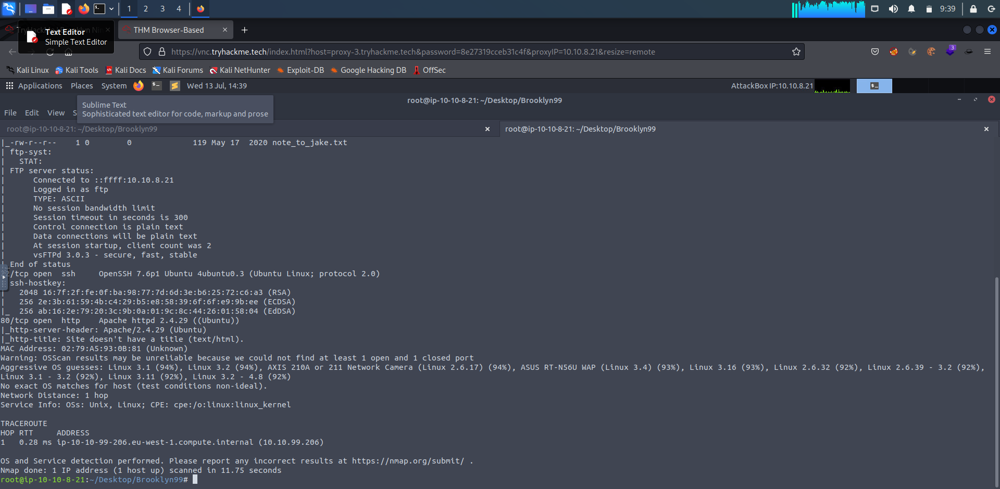 1 2 3 4 9:39
TryHackMe | Brooklyn Nin
THM Browser-Based
Text Editor
Simple Text Editor
https://vnc.tryhackme.tech/index.html?host=proxy-3.tryhackme.tech&password=8e27319cceb31c4f&proxyIP=10.10.8.21&resize=remote
3
Kali Linux Kali Tools Kali Docs Kali Forums Kali NetHunter Exploit-DB Google Hacking DB OffSec
Applications Places System Wed 13 Jul, 14:39 AttackBox IP:10.10.8.21
root@ip-10-10-8-21: ~/Desktop/Brooklyn99
Sublime Text
Sophisticated text editor for code, markup and prose
File Edit View S
root@ip-10-10-8-21: ~/Desktop/Brooklyn99 root@ip-10-10-8-21: ~/Desktop/Brooklyn99
|_-rw-r--r--    1 0        0             119 May 17  2020 note_to_jake.txt
| ftp-syst:
|   STAT:
| FTP server status:
|      Connected to ::ffff:10.10.8.21
|      Logged in as ftp
|      TYPE: ASCII
|      No session bandwidth limit
|      Session timeout in seconds is 300
|      Control connection is plain text
|      Data connections will be plain text
|      At session startup, client count was 2
|      vsFTPd 3.0.3 - secure, fast, stable
|_End of status
/tcp open  ssh     OpenSSH 7.6p1 Ubuntu 4ubuntu0.3 (Ubuntu Linux; protocol 2.0)
ssh-hostkey:
|   2048 16:7f:2f:fe:0f:ba:98:77:7d:6d:3e:b6:25:72:c6:a3 (RSA)
|   256 2e:3b:61:59:4b:c4:29:b5:e8:58:39:6f:6f:e9:9b:ee (ECDSA)
|_  256 ab:16:2e:79:20:3c:9b:0a:01:9c:8c:44:26:01:58:04 (EdDSA)
80/tcp open  http    Apache httpd 2.4.29 ((Ubuntu))
|_http-server-header: Apache/2.4.29 (Ubuntu)
|_http-title: Site doesn't have a title (text/html).
MAC Address: 02:79:A5:93:0B:81 (Unknown)
Warning: OSScan results may be unreliable because we could not find at least 1 open and 1 closed port
Aggressive OS guesses: Linux 3.1 (94%), Linux 3.2 (94%), AXIS 210A or 211 Network Camera (Linux 2.6.17) (94%), ASUS RT-N56U WAP (Linux 3.4) (93%), Linux 3.16 (93%), Linux 2.6.32 (92%), Linux 2.6.39 - 3.2 (92%),
Linux 3.1 - 3.2 (92%), Linux 3.11 (92%), Linux 3.2 - 4.8 (92%)
No exact OS matches for host (test conditions non-ideal).
Network Distance: 1 hop
Service Info: OSs: Unix, Linux; CPE: cpe:/o:linux:linux_kernel
TRACEROUTE
HOP RTT     ADDRESS
1   0.28 ms ip-10-10-99-206.eu-west-1.compute.internal (10.10.99.206)
OS and Service detection performed. Please report any incorrect results at https://nmap.org/submit/ .
Nmap done: 1 IP address (1 host up) scanned in 11.75 seconds
root@ip-10-10-8-21:~/Desktop/Brooklyn99#